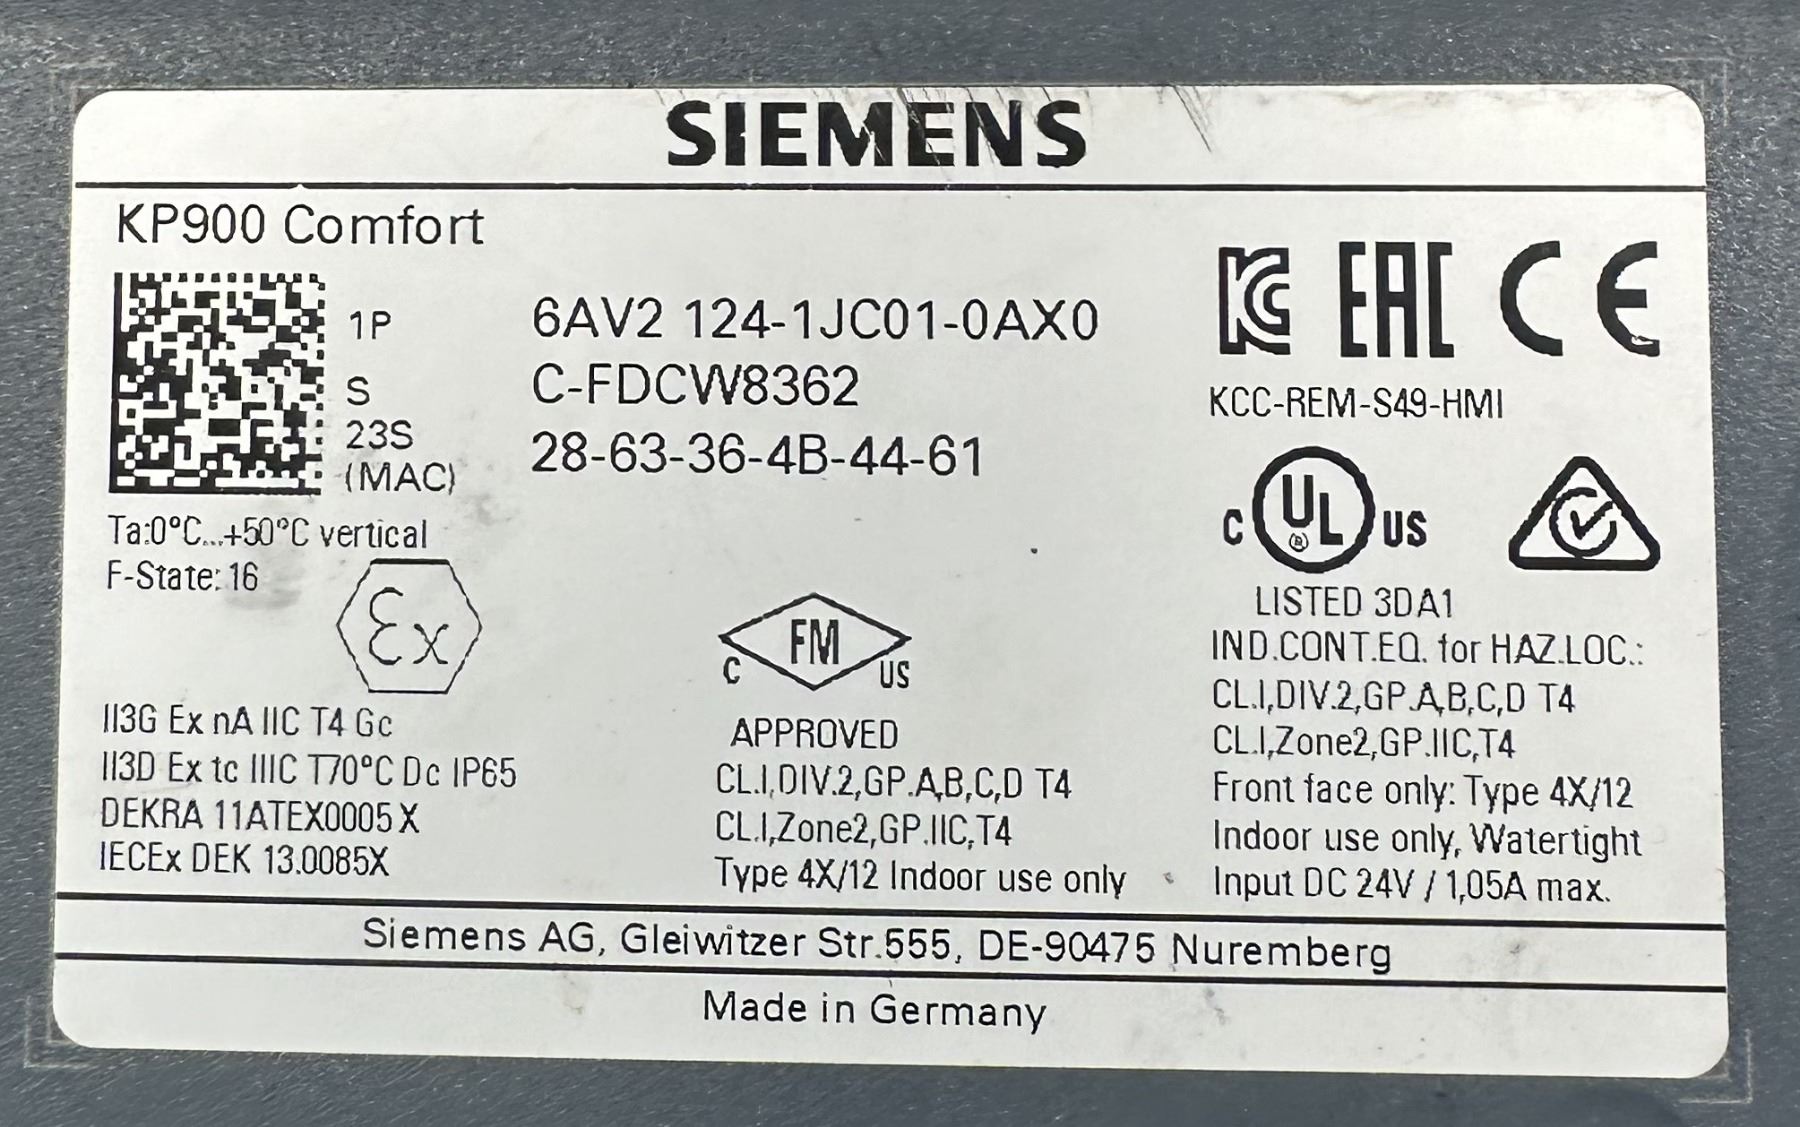 SIEMENS
KP900 Comfort
1P 6AV2 124-1JC01-0AX0
S C-FDCW8362
23S
(MAC) 28-63-36-4B-44-61
Ta:0°C...+50°C vertical
F-State: 16
Ex
II3G Ex nA IIC T4 Gc
II3D Ex tc IIIC T70°C Dc IP65
DEKRA 11ATEX0005 X
IECEx DEK 13.0085X
FM
C US
APPROVED
CL.I,DIV.2,GP.A,B,C,D T4
CL.I,Zone2,GP.IIC,T4
Type 4X/12 Indoor use only
KC EAC CE
KCC-REM-S49-HMI
C UL® US
LISTED 3DA1
IND.CONT.EQ. for HAZ.LOC.:
CL.I,DIV.2,GP.A,B,C,D T4
CL.I,Zone2,GP.IIC,T4
Front face only: Type 4X/12
Indoor use only, Watertight
Input DC 24V / 1,05A max.
Siemens AG, Gleiwitzer Str.555, DE-90475 Nuremberg
Made in Germany